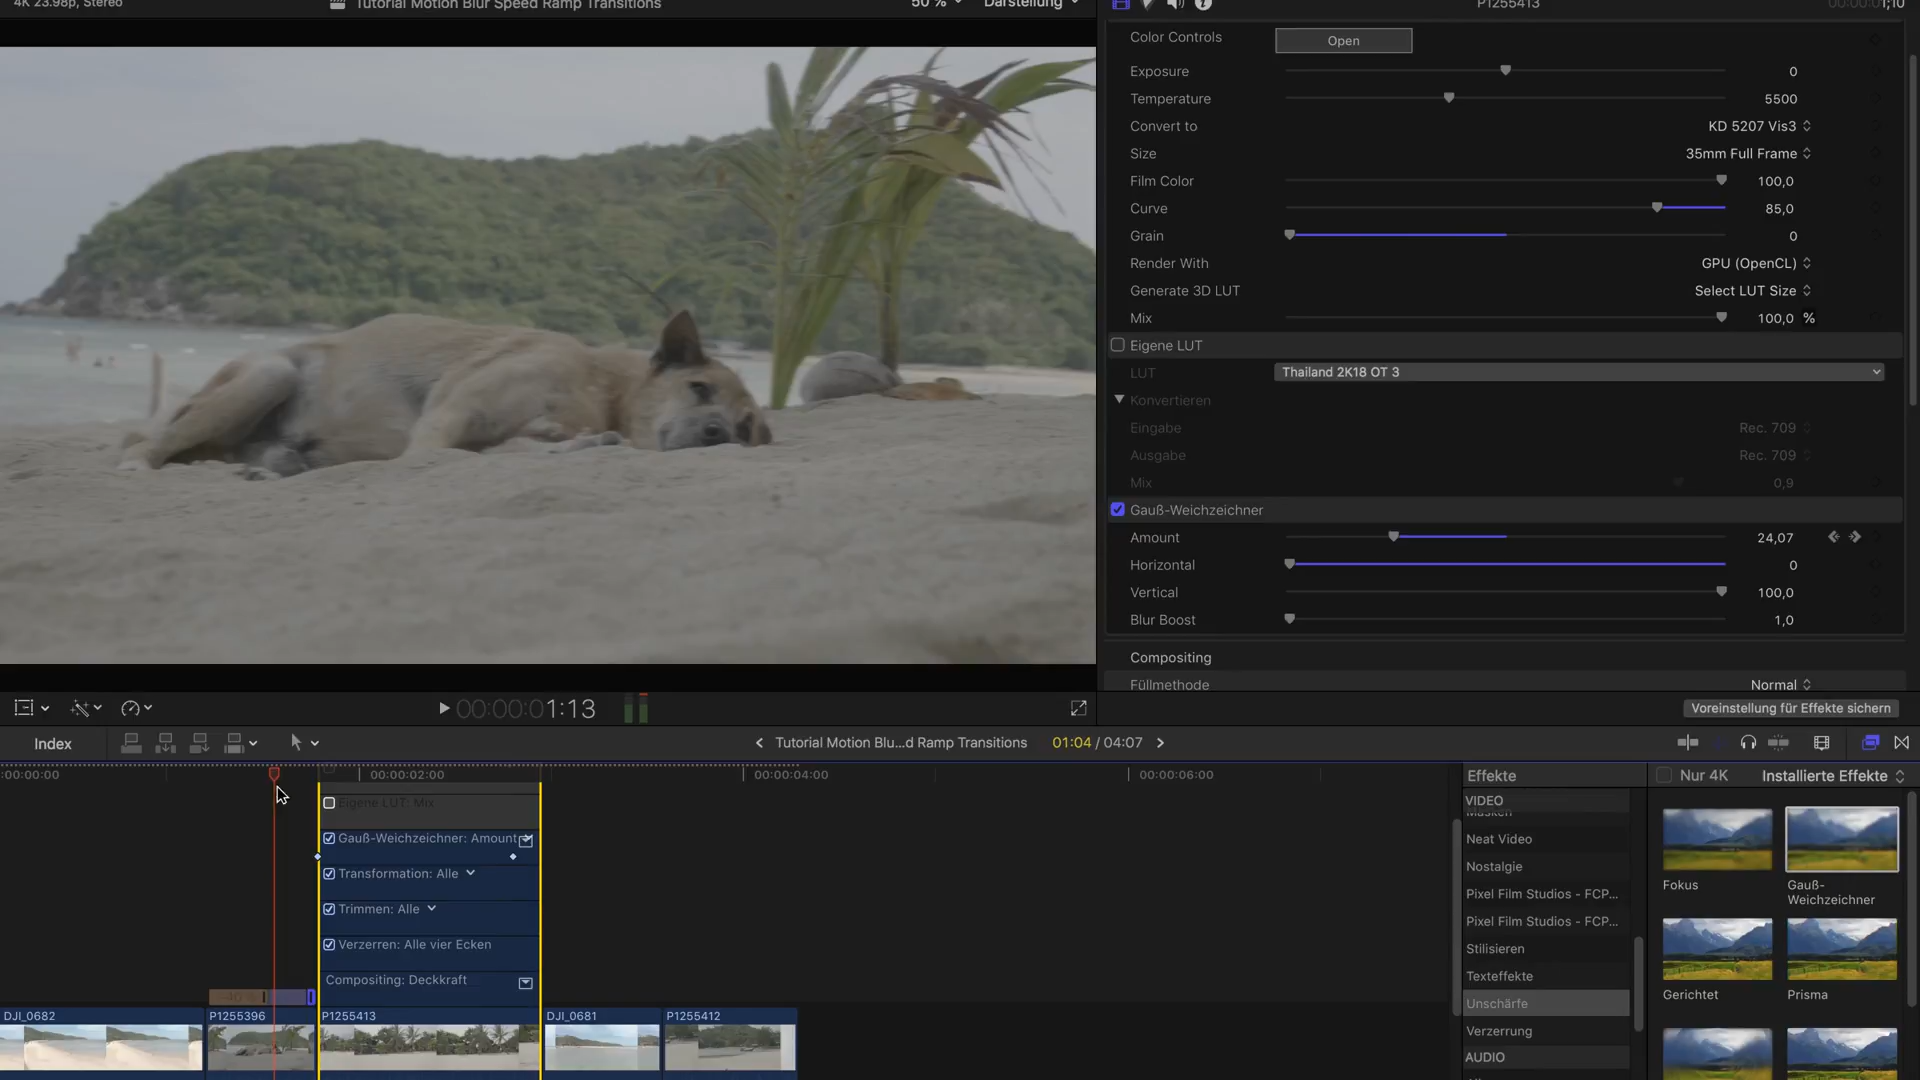 4K 23.98p, Stereo
Tutorial Motion Blur Speed Ramp Transitions
50 %
Darstellung
P1255413
00:00:01;10
Color Controls
Open
Exposure
0
Temperature
5500
Convert to
KD 5207 Vis3
Size
35mm Full Frame
Film Color
100,0
Curve
85,0
Grain
0
Render With
GPU (OpenCL)
Generate 3D LUT
Select LUT Size
Mix
100,0 %
Eigene LUT
LUT
Thailand 2K18 OT 3
Konvertieren
Eingabe
Rec. 709
Ausgabe
Rec. 709
Mix
0,9
Gauß-Weichzeichner
Amount
24,07
Horizontal
0
Vertical
100,0
Blur Boost
1,0
Compositing
Füllmethode
Normal
00:00:01:13
Voreinstellung für Effekte sichern
Index
Tutorial Motion Blu...d Ramp Transitions
01:04 / 04:07
:00:00:00
00:00:02:00
00:00:04:00
00:00:06:00
Eigene LUT: Mix
Gauß-Weichzeichner: Amount
Transformation: Alle
Trimmen: Alle
Verzerren: Alle vier Ecken
Compositing: Deckkraft
DJI_0682
P1255396
P1255413
DJI_0681
P1255412
Effekte
VIDEO
Masken
Neat Video
Nostalgie
Pixel Film Studios - FCP...
Pixel Film Studios - FCP...
Stilisieren
Texteffekte
Unschärfe
Verzerrung
AUDIO
Nur 4K
Installierte Effekte
Fokus
Gauß-
Weichzeichner
Gerichtet
Prisma